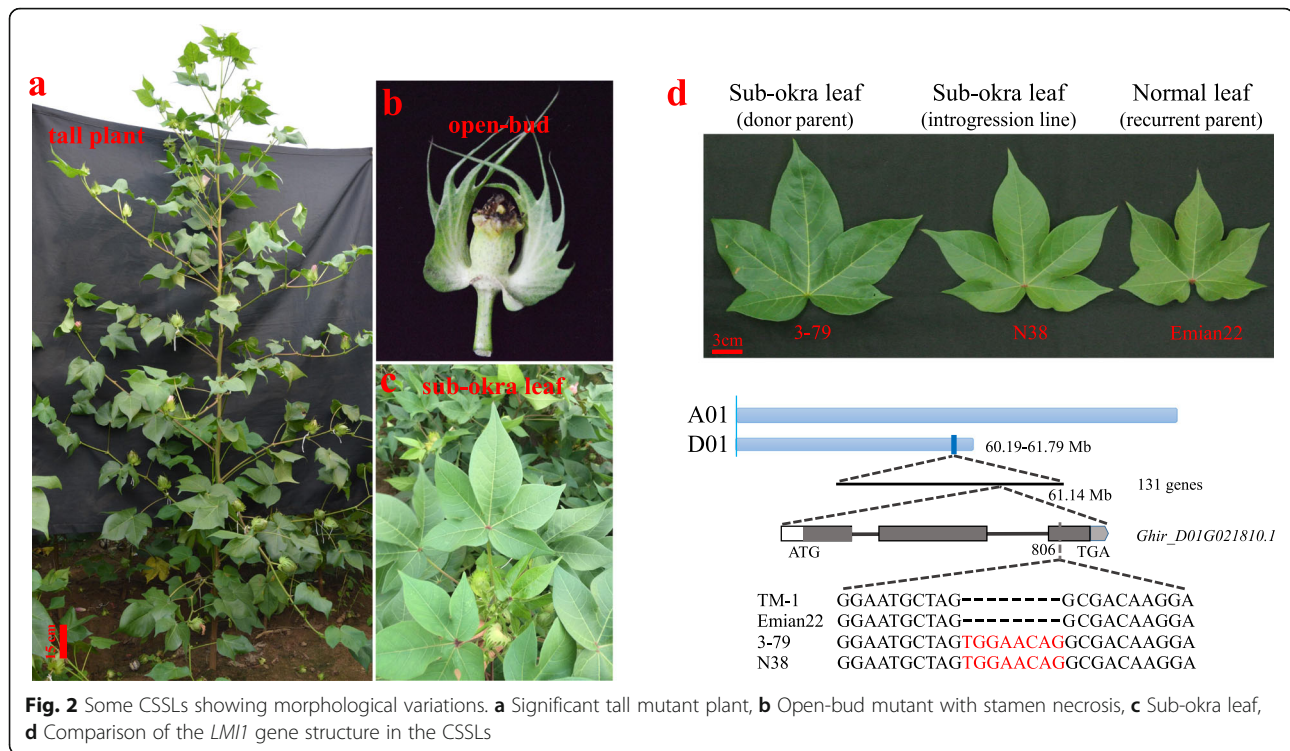 a
tall plant
15 cm
b
open-bud
c
sub-okra leaf
d
Sub-okra leaf
(donor parent)
Sub-okra leaf
(introgression line)
Normal leaf
(recurrent parent)
3cm
3-79
N38
Emian22
A01
D01
60.19-61.79 Mb
131 genes
61.14 Mb
ATG
806
TGA
Ghir_D01G021810.1
TM-1 GGAATGCTAG--------GCGACAAGGA
Emian22 GGAATGCTAG--------GCGACAAGGA
3-79 GGAATGCTAGTGGAACAGGCGACAAGGA
N38 GGAATGCTAGTGGAACAGGCGACAAGGA
Fig. 2 Some CSSLs showing morphological variations. a Significant tall mutant plant, b Open-bud mutant with stamen necrosis, c Sub-okra leaf,
d Comparison of the LMI1 gene structure in the CSSLs